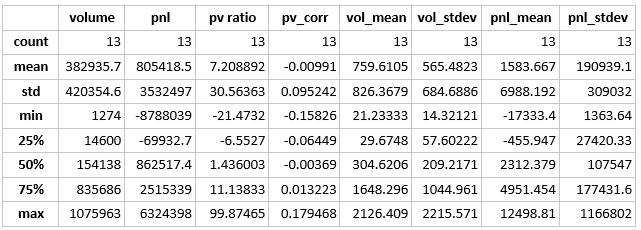 volume pnl pv ratio pv_corr vol_mean vol_stdev pnl_mean pnl_stdev
count 13 13 13 13 13 13 13 13
mean 382935.7 805418.5 7.208892 -0.00991 759.6105 565.4823 1583.667 190939.1
std 420354.6 3532497 30.56363 0.095242 826.3679 684.6886 6988.192 309032
min 1274 -8788039 -21.4732 -0.15826 21.23333 14.32121 -17333.4 1363.64
25% 14600 -69932.7 -6.5527 -0.06449 29.6748 57.60222 -455.947 27420.33
50% 154138 862517.4 1.436003 -0.00369 304.6206 209.2171 2312.379 107547
75% 835686 2515339 11.13833 0.013223 1648.296 1044.961 4951.454 177431.6
max 1075963 6324398 99.87465 0.179468 2126.409 2215.571 12498.81 1166802